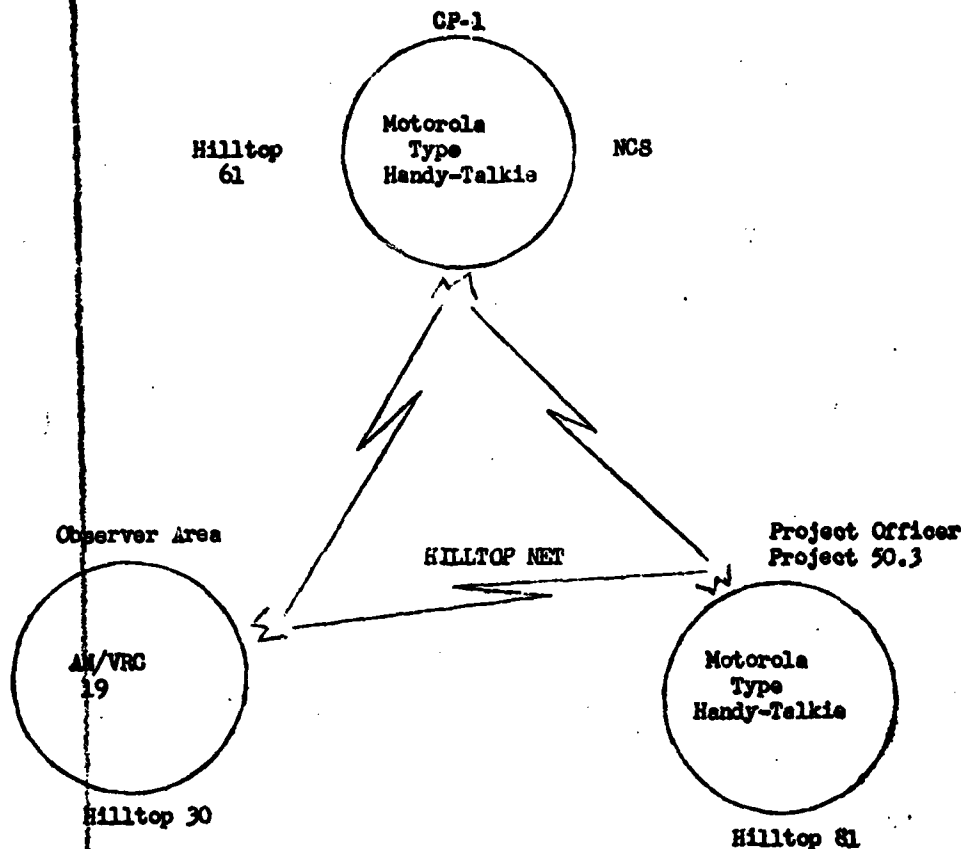 CP-1
Hilltop
61
Motorola
Type
Handy-Talkie
NCS
Observer Area
HILLTOP NET
Project Officer
Project 50.3
AN/VRC
19
Motorola
Type
Handy-Talkie
Hilltop 30
Hilltop 81